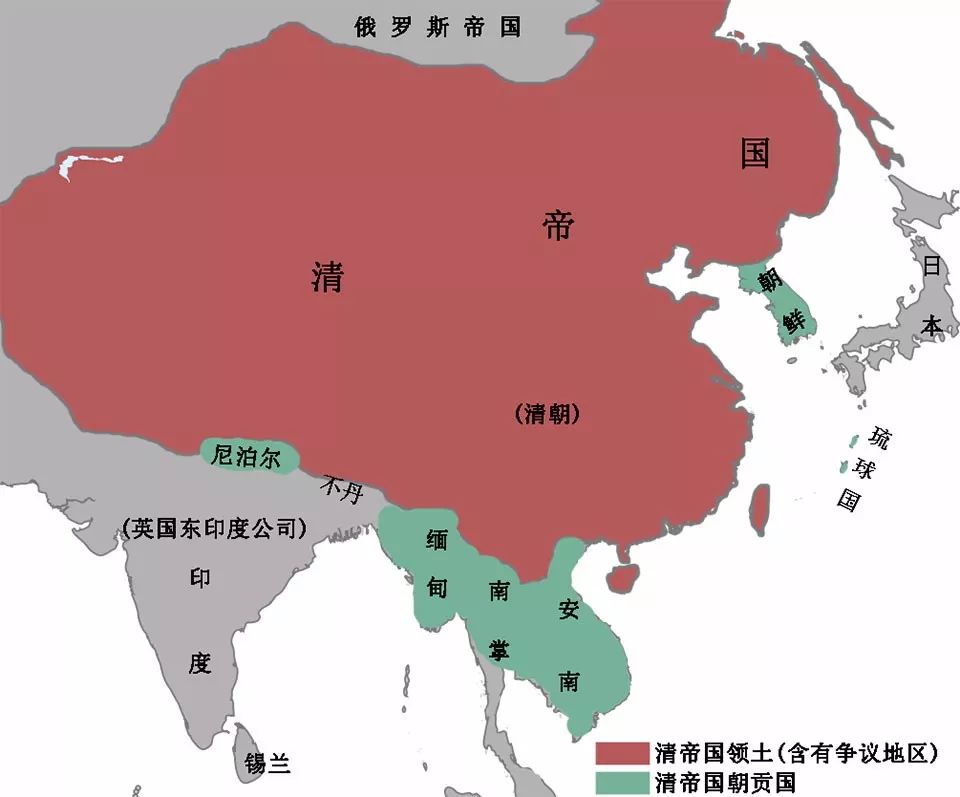 俄罗斯帝国
清帝国
(清朝)
朝鲜
日本
琉球国
尼泊尔
不丹
(英国东印度公司)
印度
缅甸
南掌
安南
锡兰
清帝国领土(含有争议地区)
清帝国朝贡国